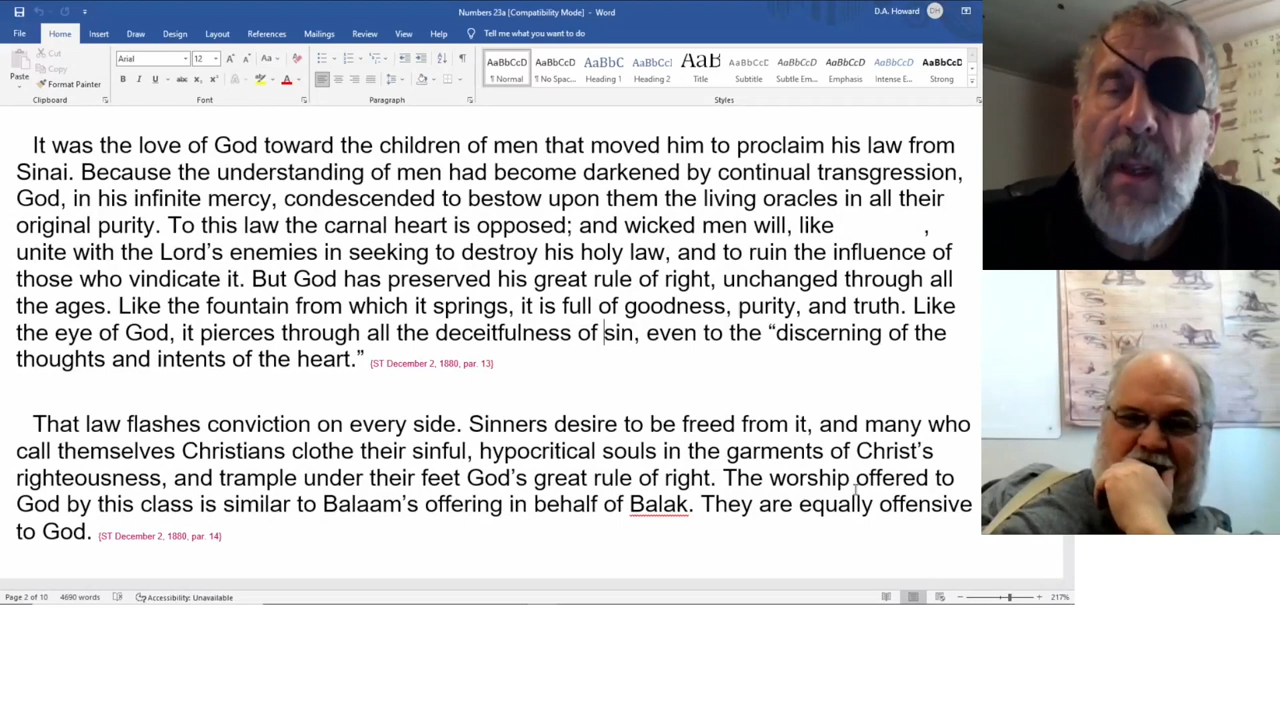 Numbers 23a [Compatibility Mode] - Word
D.A. Howard DH
File Home Insert Draw Design Layout References Mailings Review View Help Tell me what you want to do
Paste Cut Copy Format Painter
Arial 12
AaBbCcD AaBbCcD AaBbC AaBbCcl AaB AaBbCcD AaBbCcD AaBbCcD AaBbCcD AaBbCcD
¶ Normal ¶ No Spac... Heading 1 Heading 2 Title Subtitle Subtle Em... Emphasis Intense E... Strong
Clipboard Font Paragraph Styles
It was the love of God toward the children of men that moved him to proclaim his law from
Sinai. Because the understanding of men had become darkened by continual transgression,
God, in his infinite mercy, condescended to bestow upon them the living oracles in all their
original purity. To this law the carnal heart is opposed; and wicked men will, like ,
unite with the Lord’s enemies in seeking to destroy his holy law, and to ruin the influence of
those who vindicate it. But God has preserved his great rule of right, unchanged through all
the ages. Like the fountain from which it springs, it is full of goodness, purity, and truth. Like
the eye of God, it pierces through all the deceitfulness of sin, even to the “discerning of the
thoughts and intents of the heart.” {ST December 2, 1880, par. 13}
That law flashes conviction on every side. Sinners desire to be freed from it, and many who
call themselves Christians clothe their sinful, hypocritical souls in the garments of Christ’s
righteousness, and trample under their feet God’s great rule of right. The worship offered to
God by this class is similar to Balaam’s offering in behalf of Balak. They are equally offensive
to God. {ST December 2, 1880, par. 14}
Page 2 of 10 4690 words Accessibility: Unavailable 217%